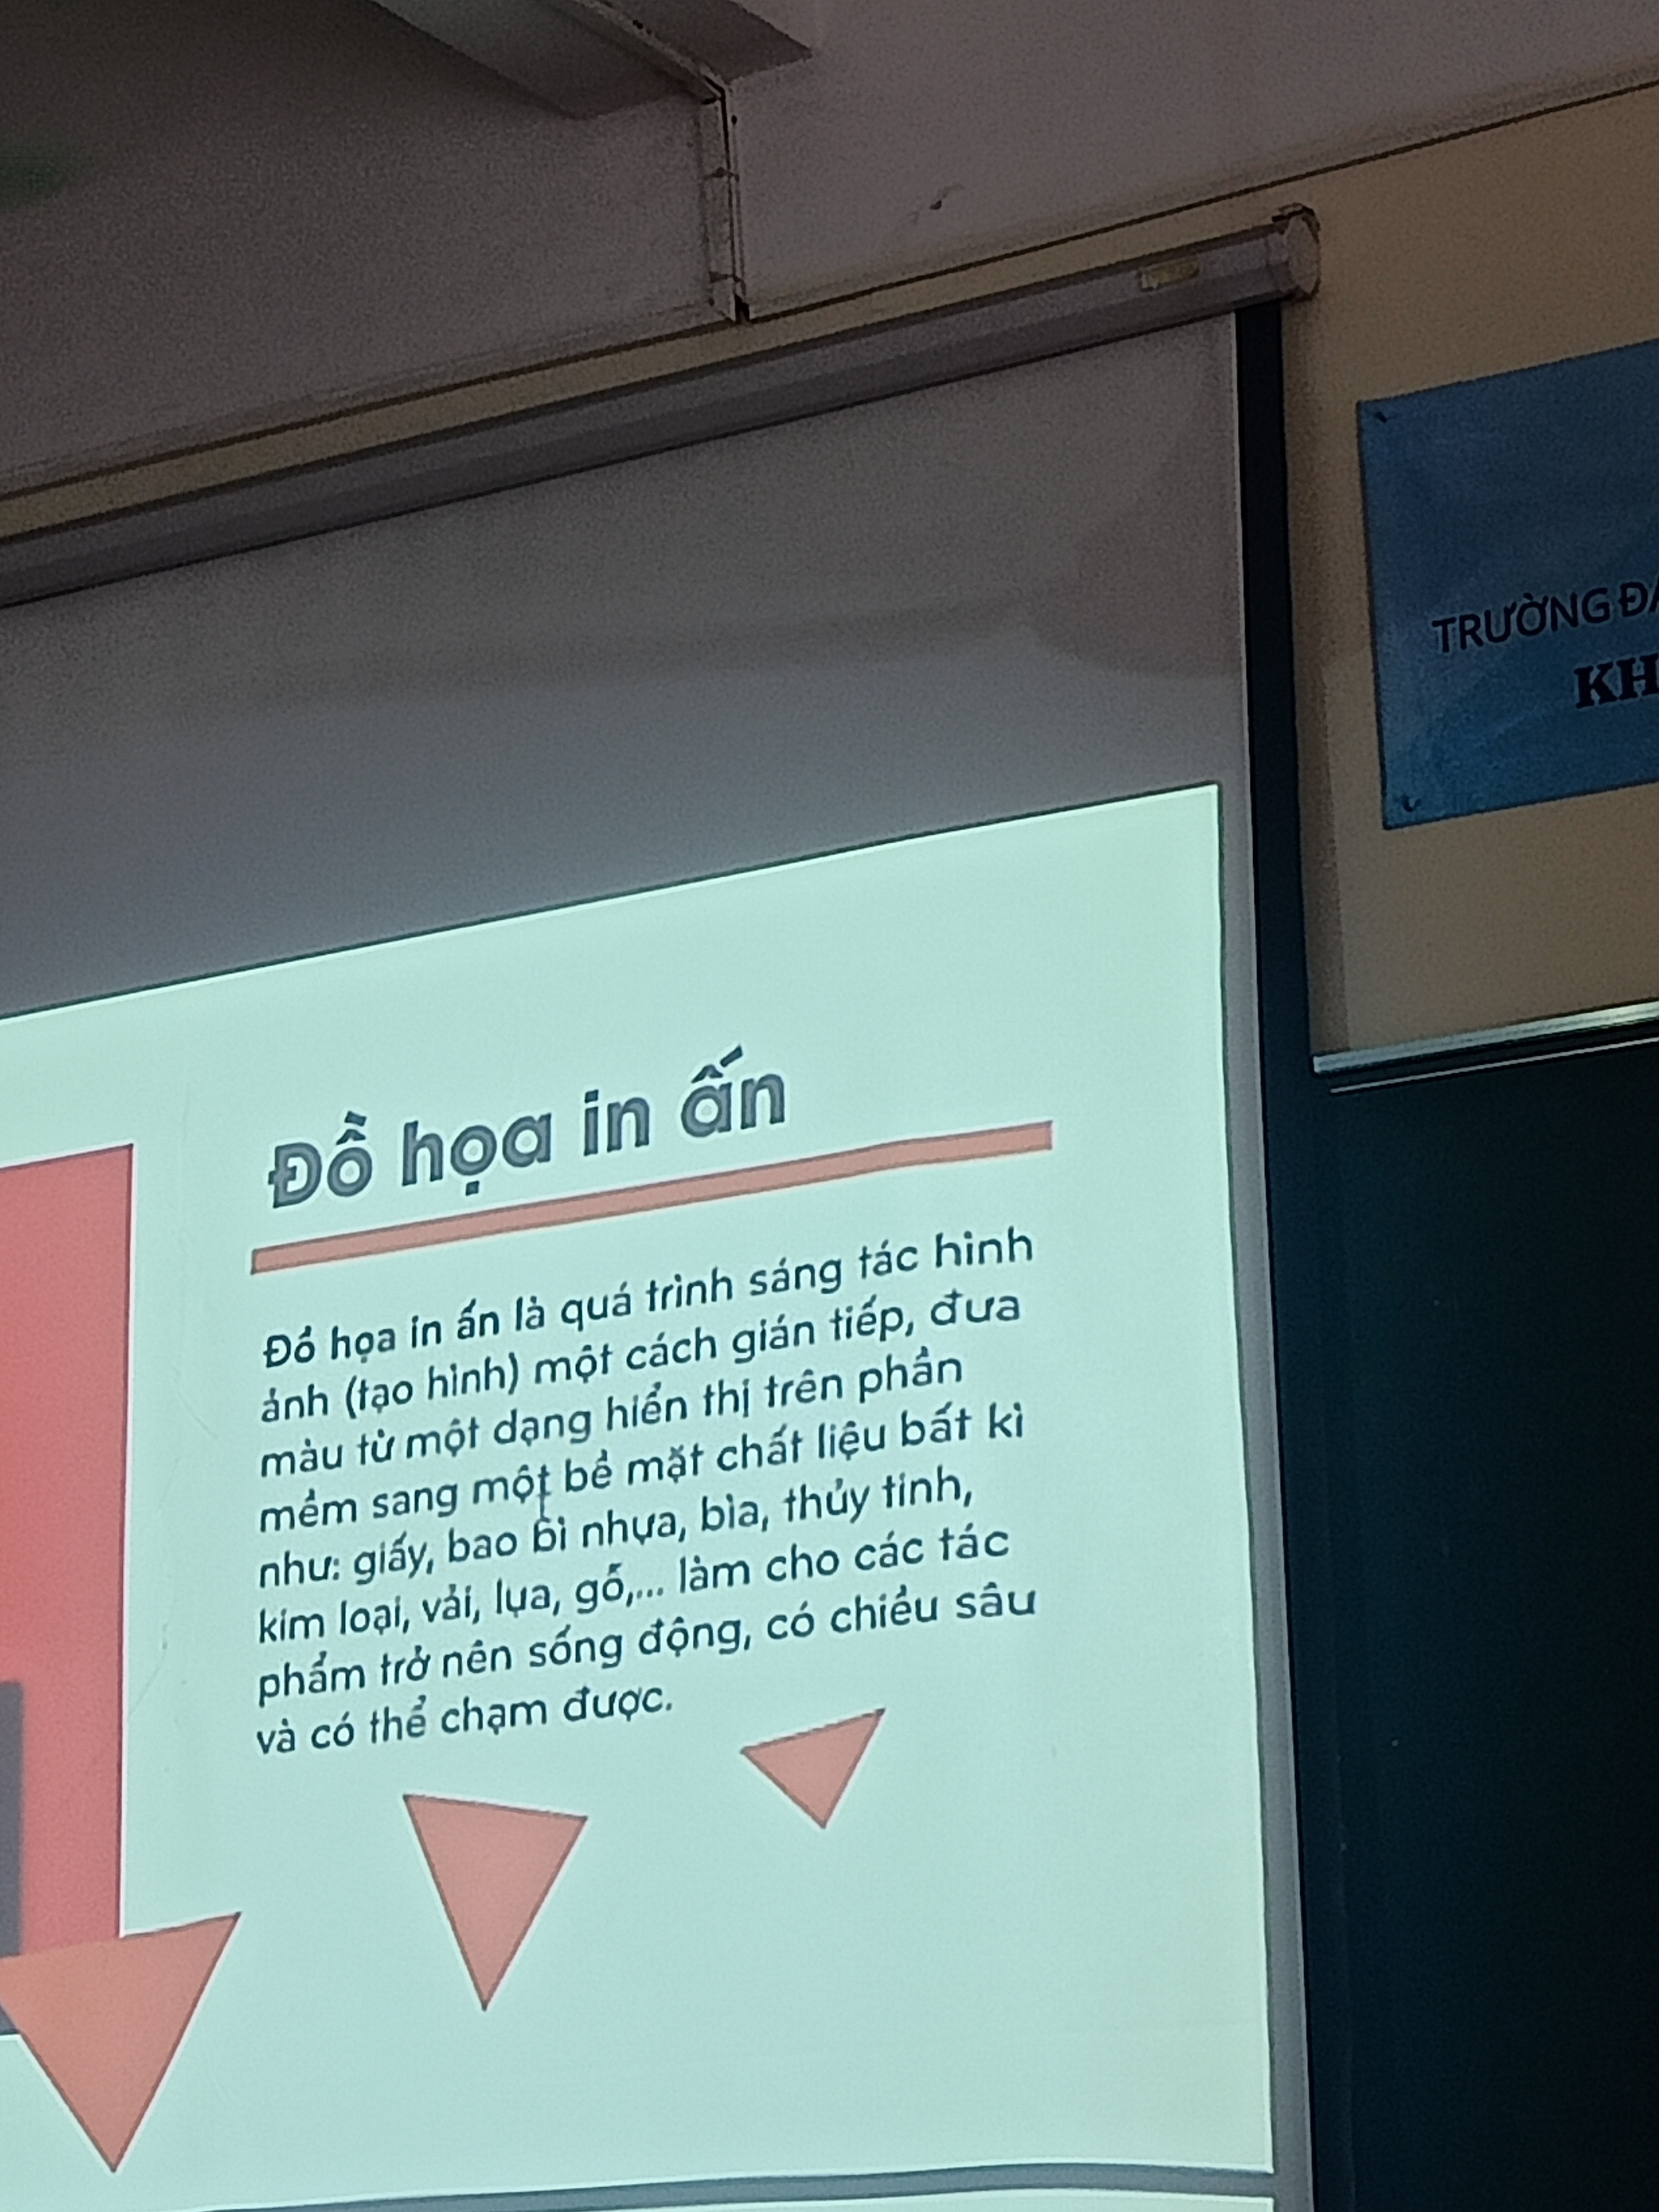 TRƯỜNG
KH
Đồ họa in ấn
Đồ họa in ấn là quá trình sáng tác hình
ảnh (tạo hình) một cách gián tiếp, đưa
màu từ một dạng hiển thị trên phần
mềm sang một bề mặt chất liệu bất kì
như: giấy, bao bì nhựa, bìa, thủy tinh,
kim loại, vải, lụa, gỗ,... làm cho các tác
phẩm trở nên sống động, có chiều sâu
và có thể chạm được.